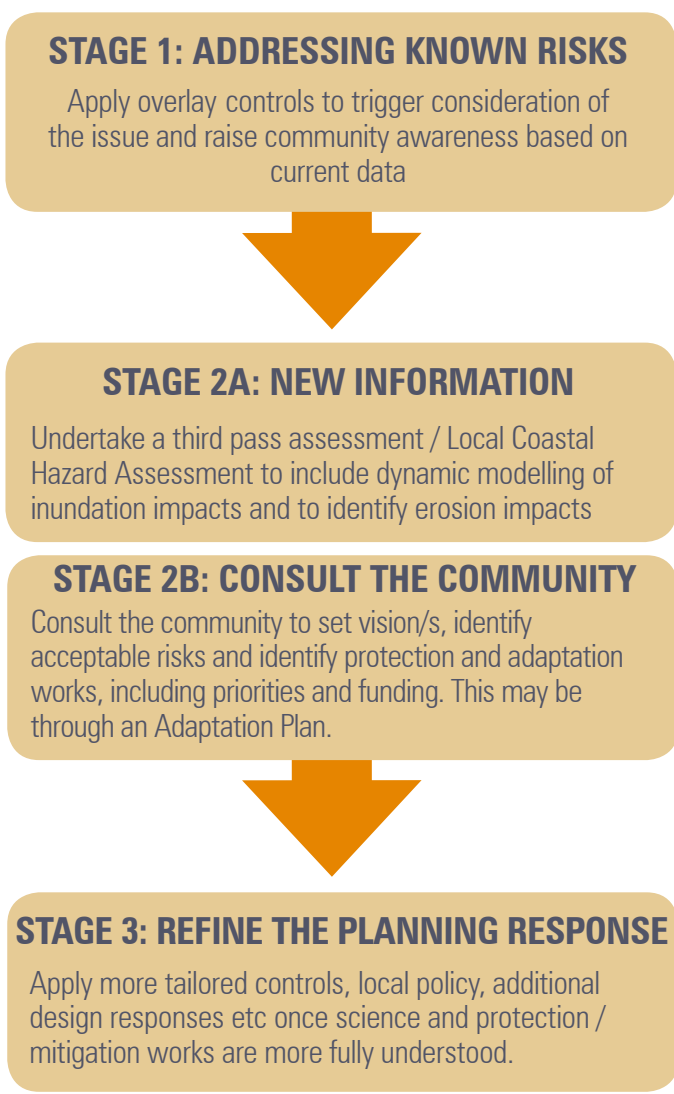 STAGE 1: ADDRESSING KNOWN RISKS
Apply overlay controls to trigger consideration of
the issue and raise community awareness based on
current data
STAGE 2A: NEW INFORMATION
Undertake a third pass assessment / Local Coastal
Hazard Assessment to include dynamic modelling of
inundation impacts and to identify erosion impacts
STAGE 2B: CONSULT THE COMMUNITY
Consult the community to set vision/s, identify
acceptable risks and identify protection and adaptation
works, including priorities and funding. This may be
through an Adaptation Plan.
STAGE 3: REFINE THE PLANNING RESPONSE
Apply more tailored controls, local policy, additional
design responses etc once science and protection /
mitigation works are more fully understood.